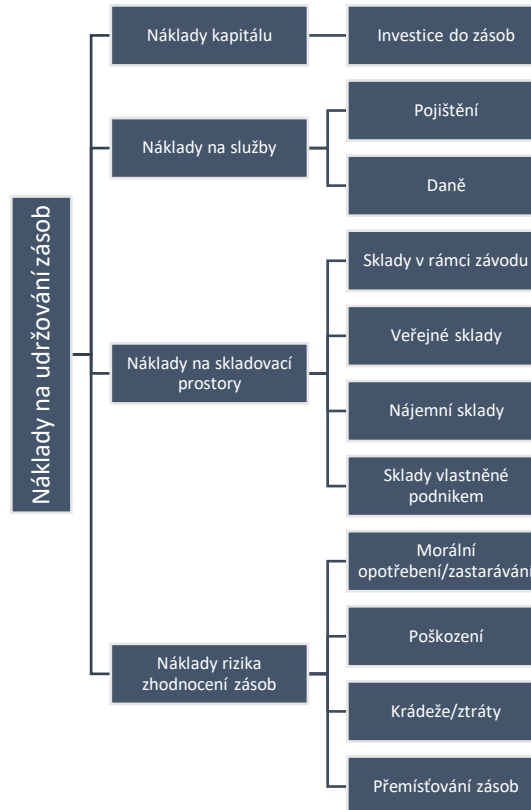 Náklady na udržování zásob
Náklady kapitálu
Investice do zásob
Náklady na služby
Pojištění
Daně
Náklady na skladovací
prostory
Sklady v rámci závodu
Veřejné sklady
Nájemní sklady
Sklady vlastněné
podnikem
Náklady rizika
zhodnocení zásob
Morální
opotřebení/zastarávání
Poškození
Krádeže/ztráty
Přemísťování zásob